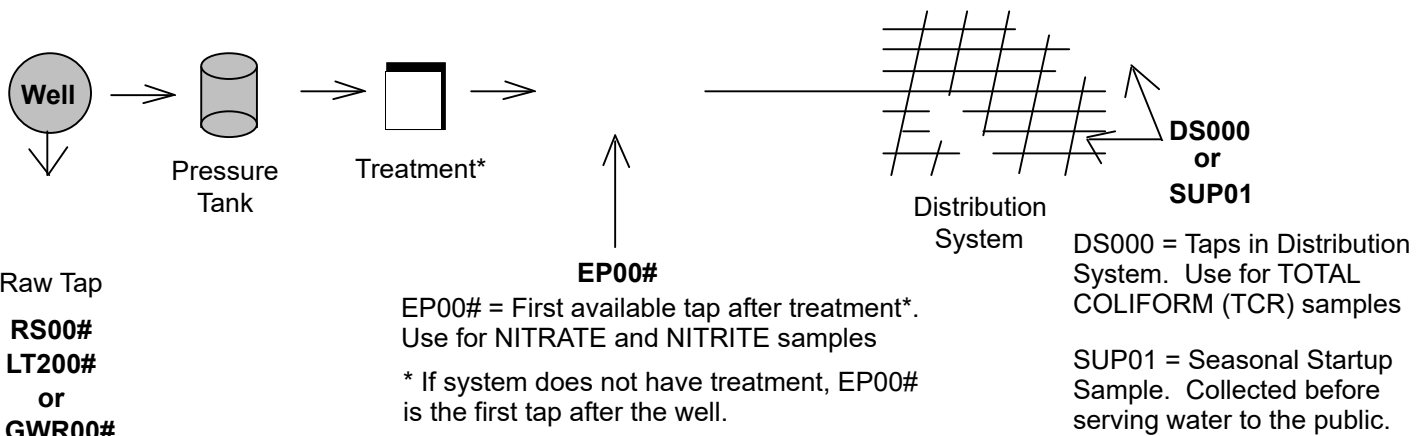 Well
Pressure
Tank
Treatment*
Raw Tap
RS00#
LT200#
or
GWR00#
EP00#
EP00# = First available tap after treatment*.
Use for NITRATE and NITRITE samples
* If system does not have treatment, EP00#
is the first tap after the well.
Distribution
System
DS000
or
SUP01
DS000 = Taps in Distribution
System. Use for TOTAL
COLIFORM (TCR) samples
SUP01 = Seasonal Startup
Sample. Collected before
serving water to the public.